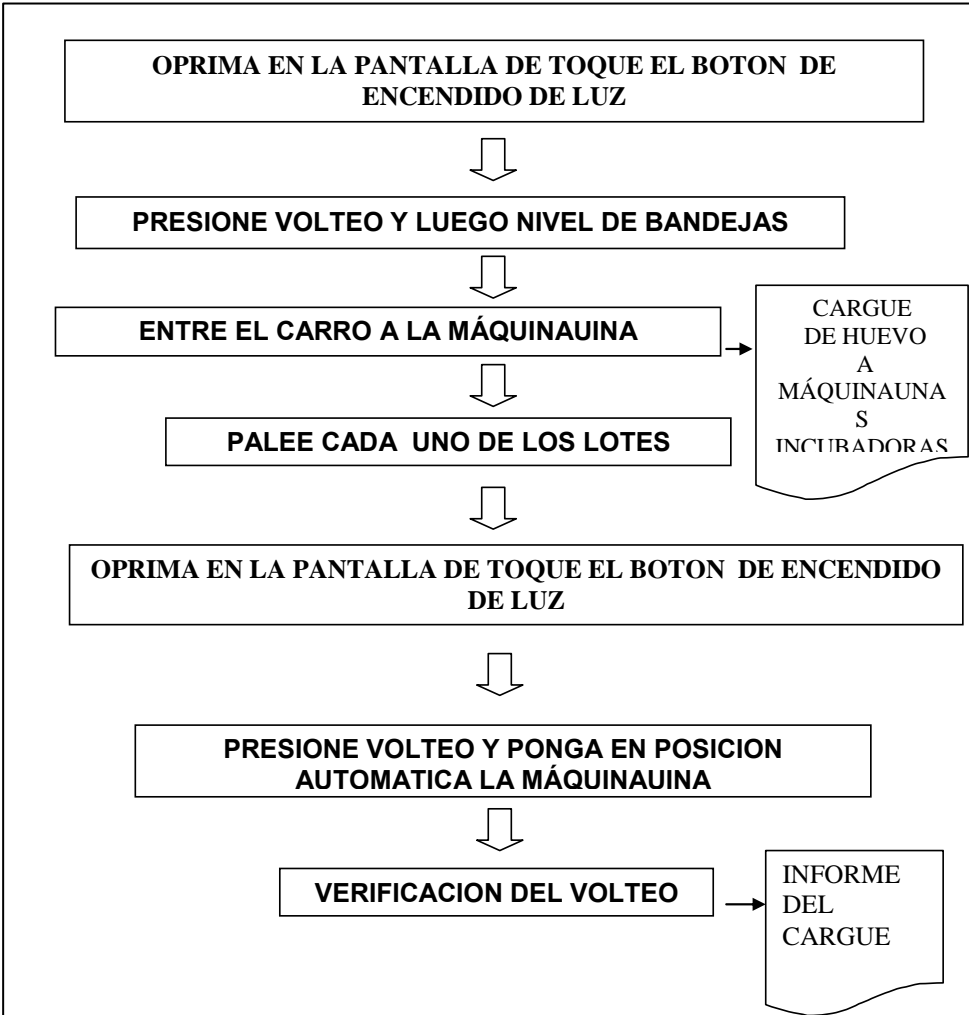 OPRIMA EN LA PANTALLA DE TOQUE EL BOTON DE
ENCENDIDO DE LUZ
PRESIONE VOLTEO Y LUEGO NIVEL DE BANDEJAS
ENTRE EL CARRO A LA MÁQUINAUINA
CARGUE
DE HUEVO
A
MÁQUINAUNA
S
INCUBADORAS
PALEE CADA UNO DE LOS LOTES
OPRIMA EN LA PANTALLA DE TOQUE EL BOTON DE ENCENDIDO
DE LUZ
PRESIONE VOLTEO Y PONGA EN POSICION
AUTOMATICA LA MÁQUINAUINA
VERIFICACION DEL VOLTEO
INFORME
DEL
CARGUE